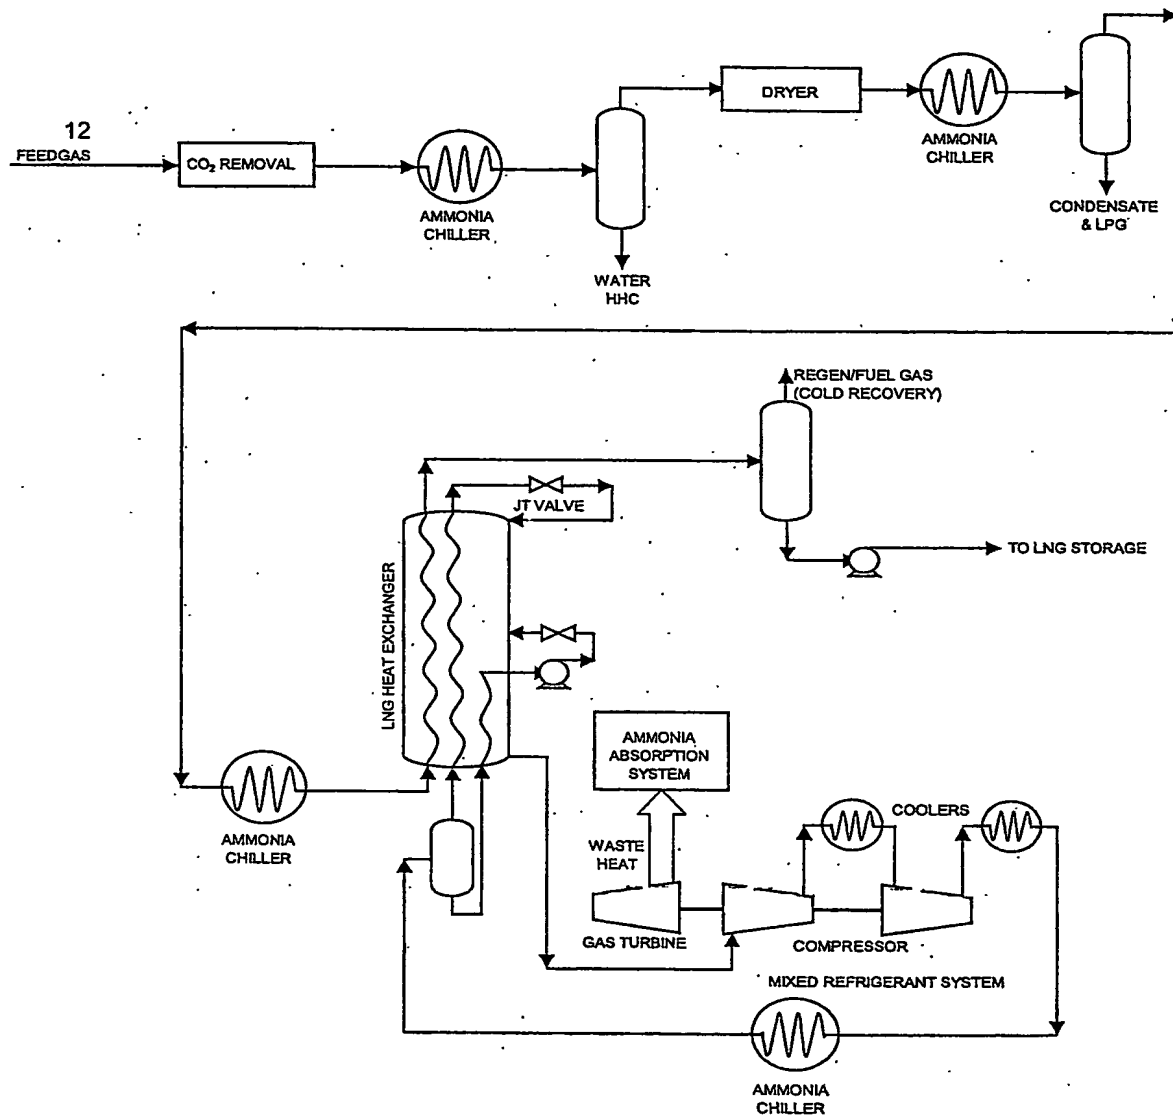 12
FEEDGAS
CO₂ REMOVAL
AMMONIA
CHILLER
WATER
HHC
DRYER
AMMONIA
CHILLER
CONDENSATE
& LPG
REGEN/FUEL GAS
(COLD RECOVERY)
JT VALVE
TO LNG STORAGE
LNG HEAT EXCHANGER
AMMONIA
CHILLER
AMMONIA
ABSORPTION
SYSTEM
WASTE
HEAT
COOLERS
GAS TURBINE
COMPRESSOR
MIXED REFRIGERANT SYSTEM
AMMONIA
CHILLER